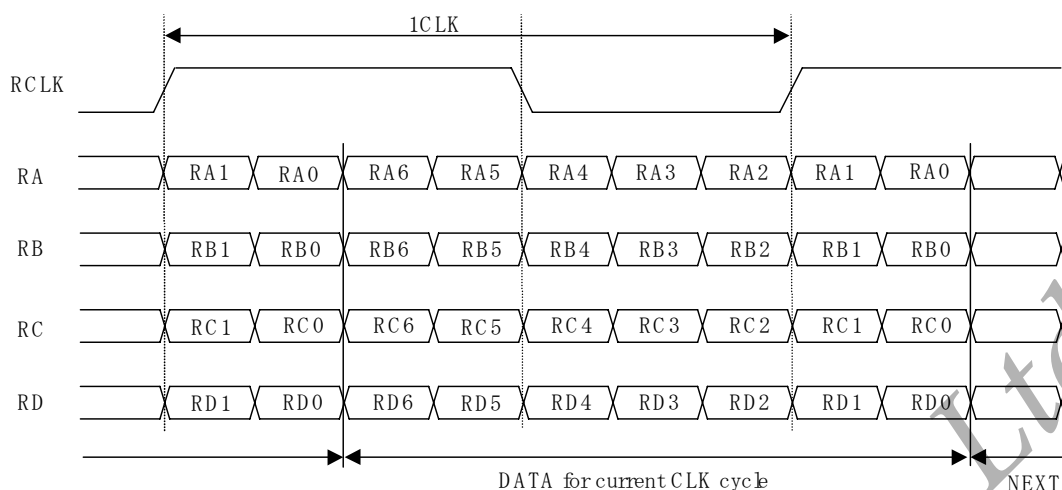 1CLK
RCLK
RA RA1 RA0 RA6 RA5 RA4 RA3 RA2 RA1 RA0
RB RB1 RB0 RB6 RB5 RB4 RB3 RB2 RB1 RB0
RC RC1 RC0 RC6 RC5 RC4 RC3 RC2 RC1 RC0
RD RD1 RD0 RD6 RD5 RD4 RD3 RD2 RD1 RD0
DATA for current CLK cycle NEXT
Ltd